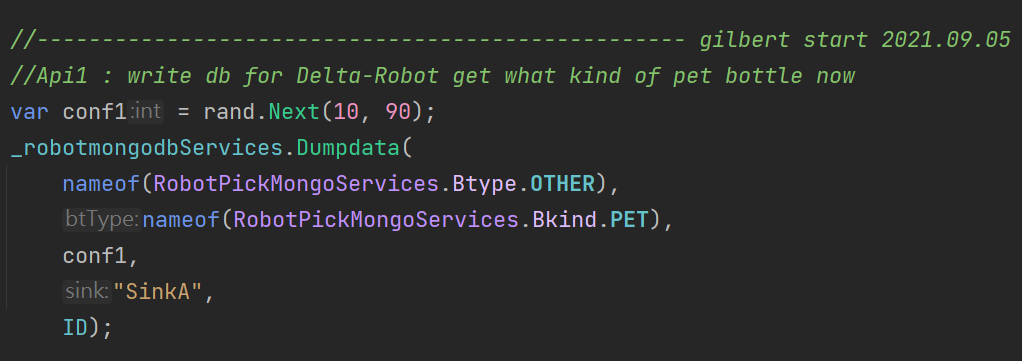 //-------------------------------------------------- gilbert start 2021.09.05
//Api1 : write db for Delta-Robot get what kind of pet bottle now
var conf1:int = rand.Next(10, 90);
_robotmongodbServices.Dumpdata(
nameof(RobotPickMongoServices.Btype.OTHER),
btType:nameof(RobotPickMongoServices.Bkind.PET),
conf1,
sink:"SinkA",
ID);